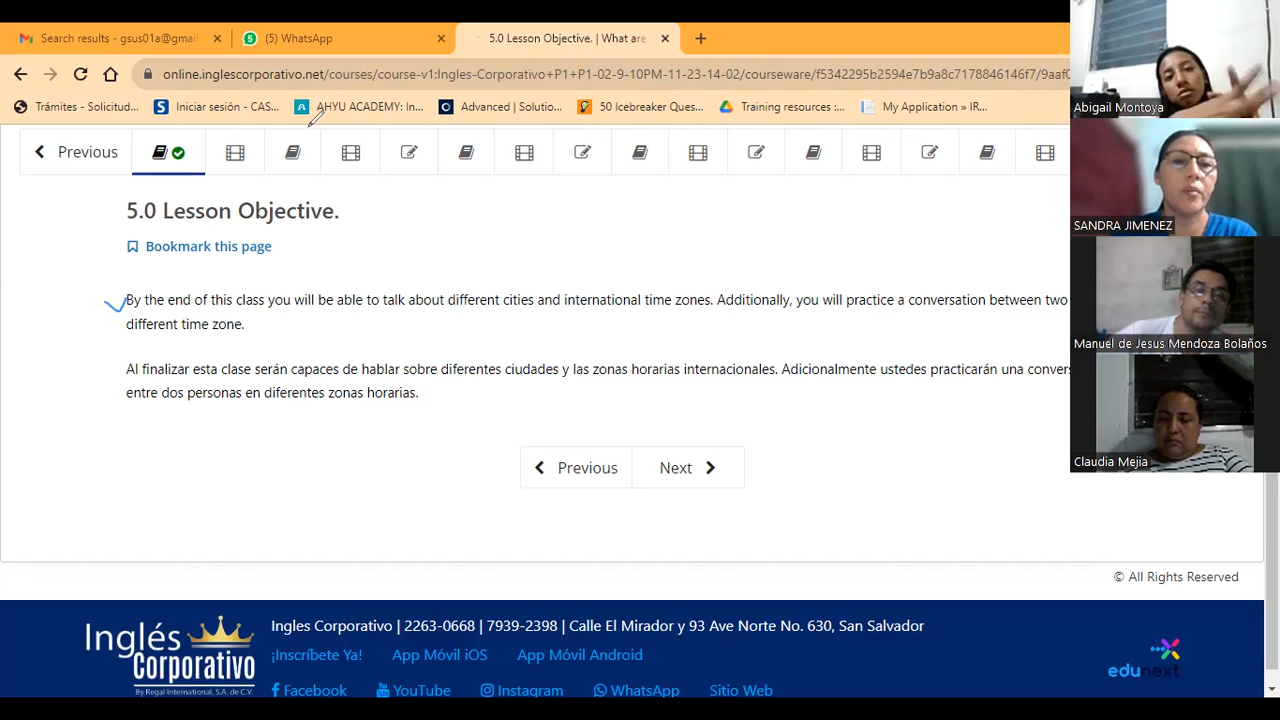 Search results - gsus01a@gmai
(5) WhatsApp
5.0 Lesson Objective. | What are
online.inglescorporativo.net/courses/course-v1:Ingles-Corporativo+P1+P1-02-9-10PM-11-23-14-02/courseware/f5342295b2594e7b9a8c7178846146f7/9aaf0
Trámites - Solicitud...
Iniciar sesión - CAS...
AHYU ACADEMY: In...
Advanced | Solutio...
50 Icebreaker Ques...
Training resources : ...
My Application » IR...
Previous
5.0 Lesson Objective.
Bookmark this page
By the end of this class you will be able to talk about different cities and international time zones. Additionally, you will practice a conversation between two
different time zone.
Al finalizar esta clase serán capaces de hablar sobre diferentes ciudades y las zonas horarias internacionales. Adicionalmente ustedes practicarán una convers
entre dos personas en diferentes zonas horarias.
Previous
Next
© All Rights Reserved
Inglés
Corporativo
By Regal International, S.A. de C.V.
Ingles Corporativo | 2263-0668 | 7939-2398 | Calle El Mirador y 93 Ave Norte No. 630, San Salvador
¡Inscríbete Ya!
App Móvil iOS
App Móvil Android
Facebook
YouTube
Instagram
WhatsApp
Sitio Web
edunext
Abigail Montoya
SANDRA JIMENEZ
Manuel de Jesus Mendoza Bolaños
Claudia Mejia